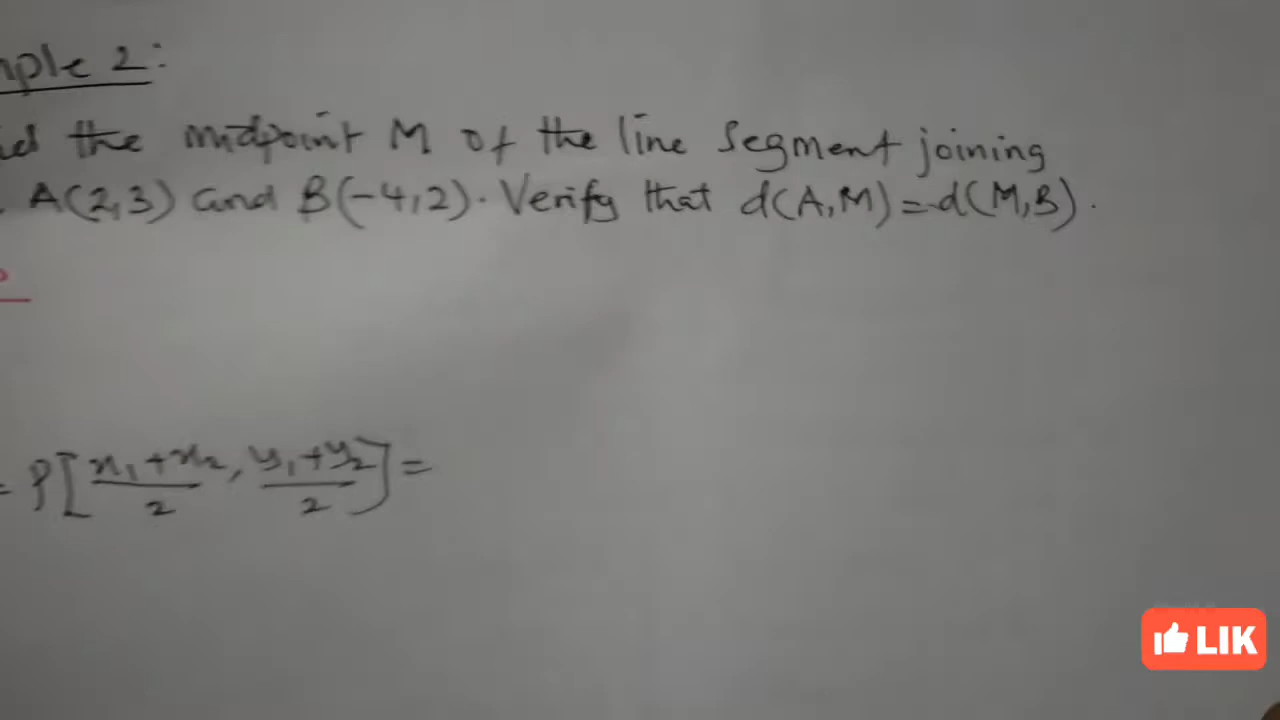 mple 2:
the midpoint M of the line segment joining
A(2,3) and B(-4,2). Verify that d(A,M)=d(M,B).
= P[x₁+x₂/2, y₁+y₂/2] =
LIK